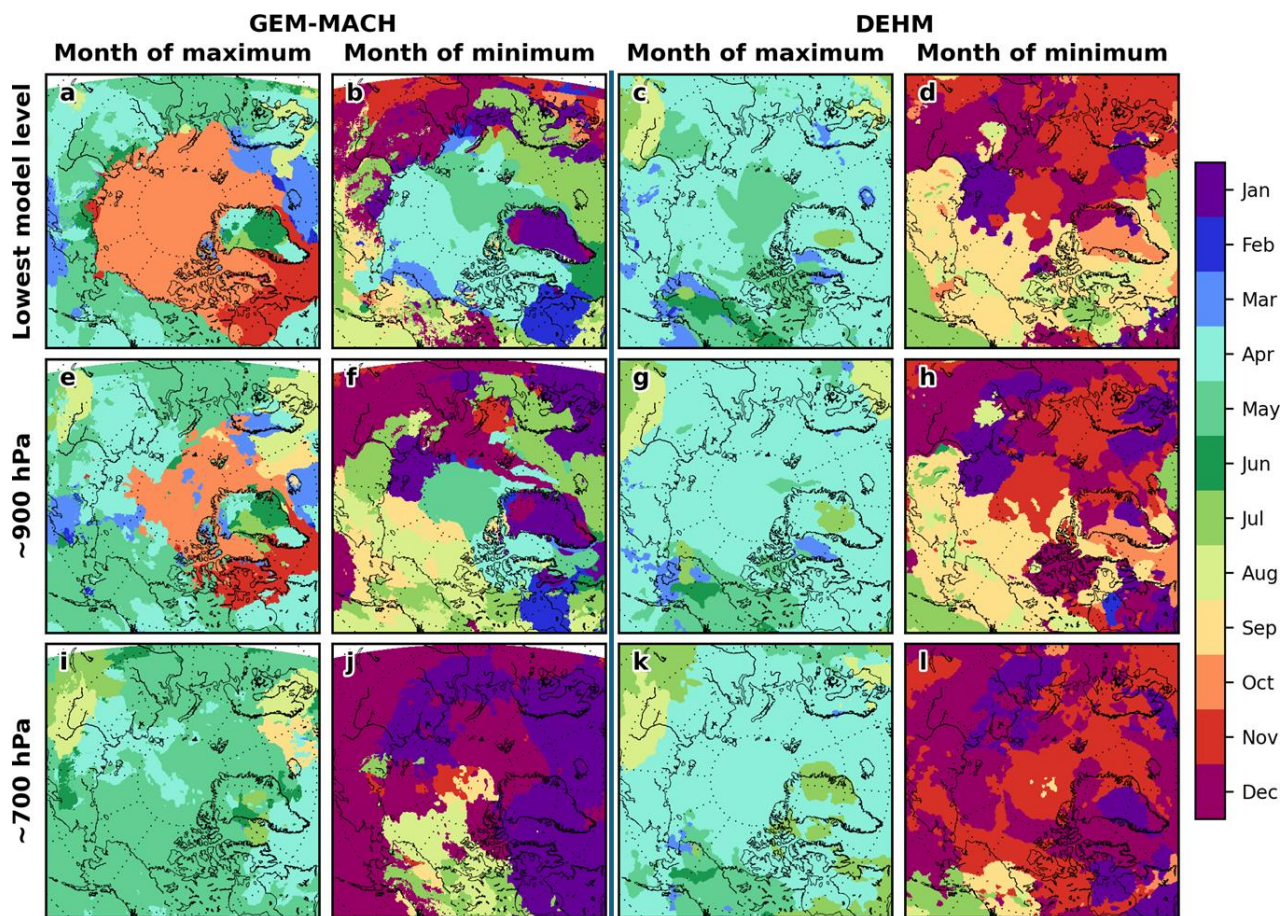 GEM-MACH
DEHM
Month of maximum
Month of minimum
Month of maximum
Month of minimum
Lowest model level
a
b
c
d
~900 hPa
e
f
g
h
~700 hPa
i
j
k
l
Jan
Feb
Mar
Apr
May
Jun
Jul
Aug
Sep
Oct
Nov
Dec